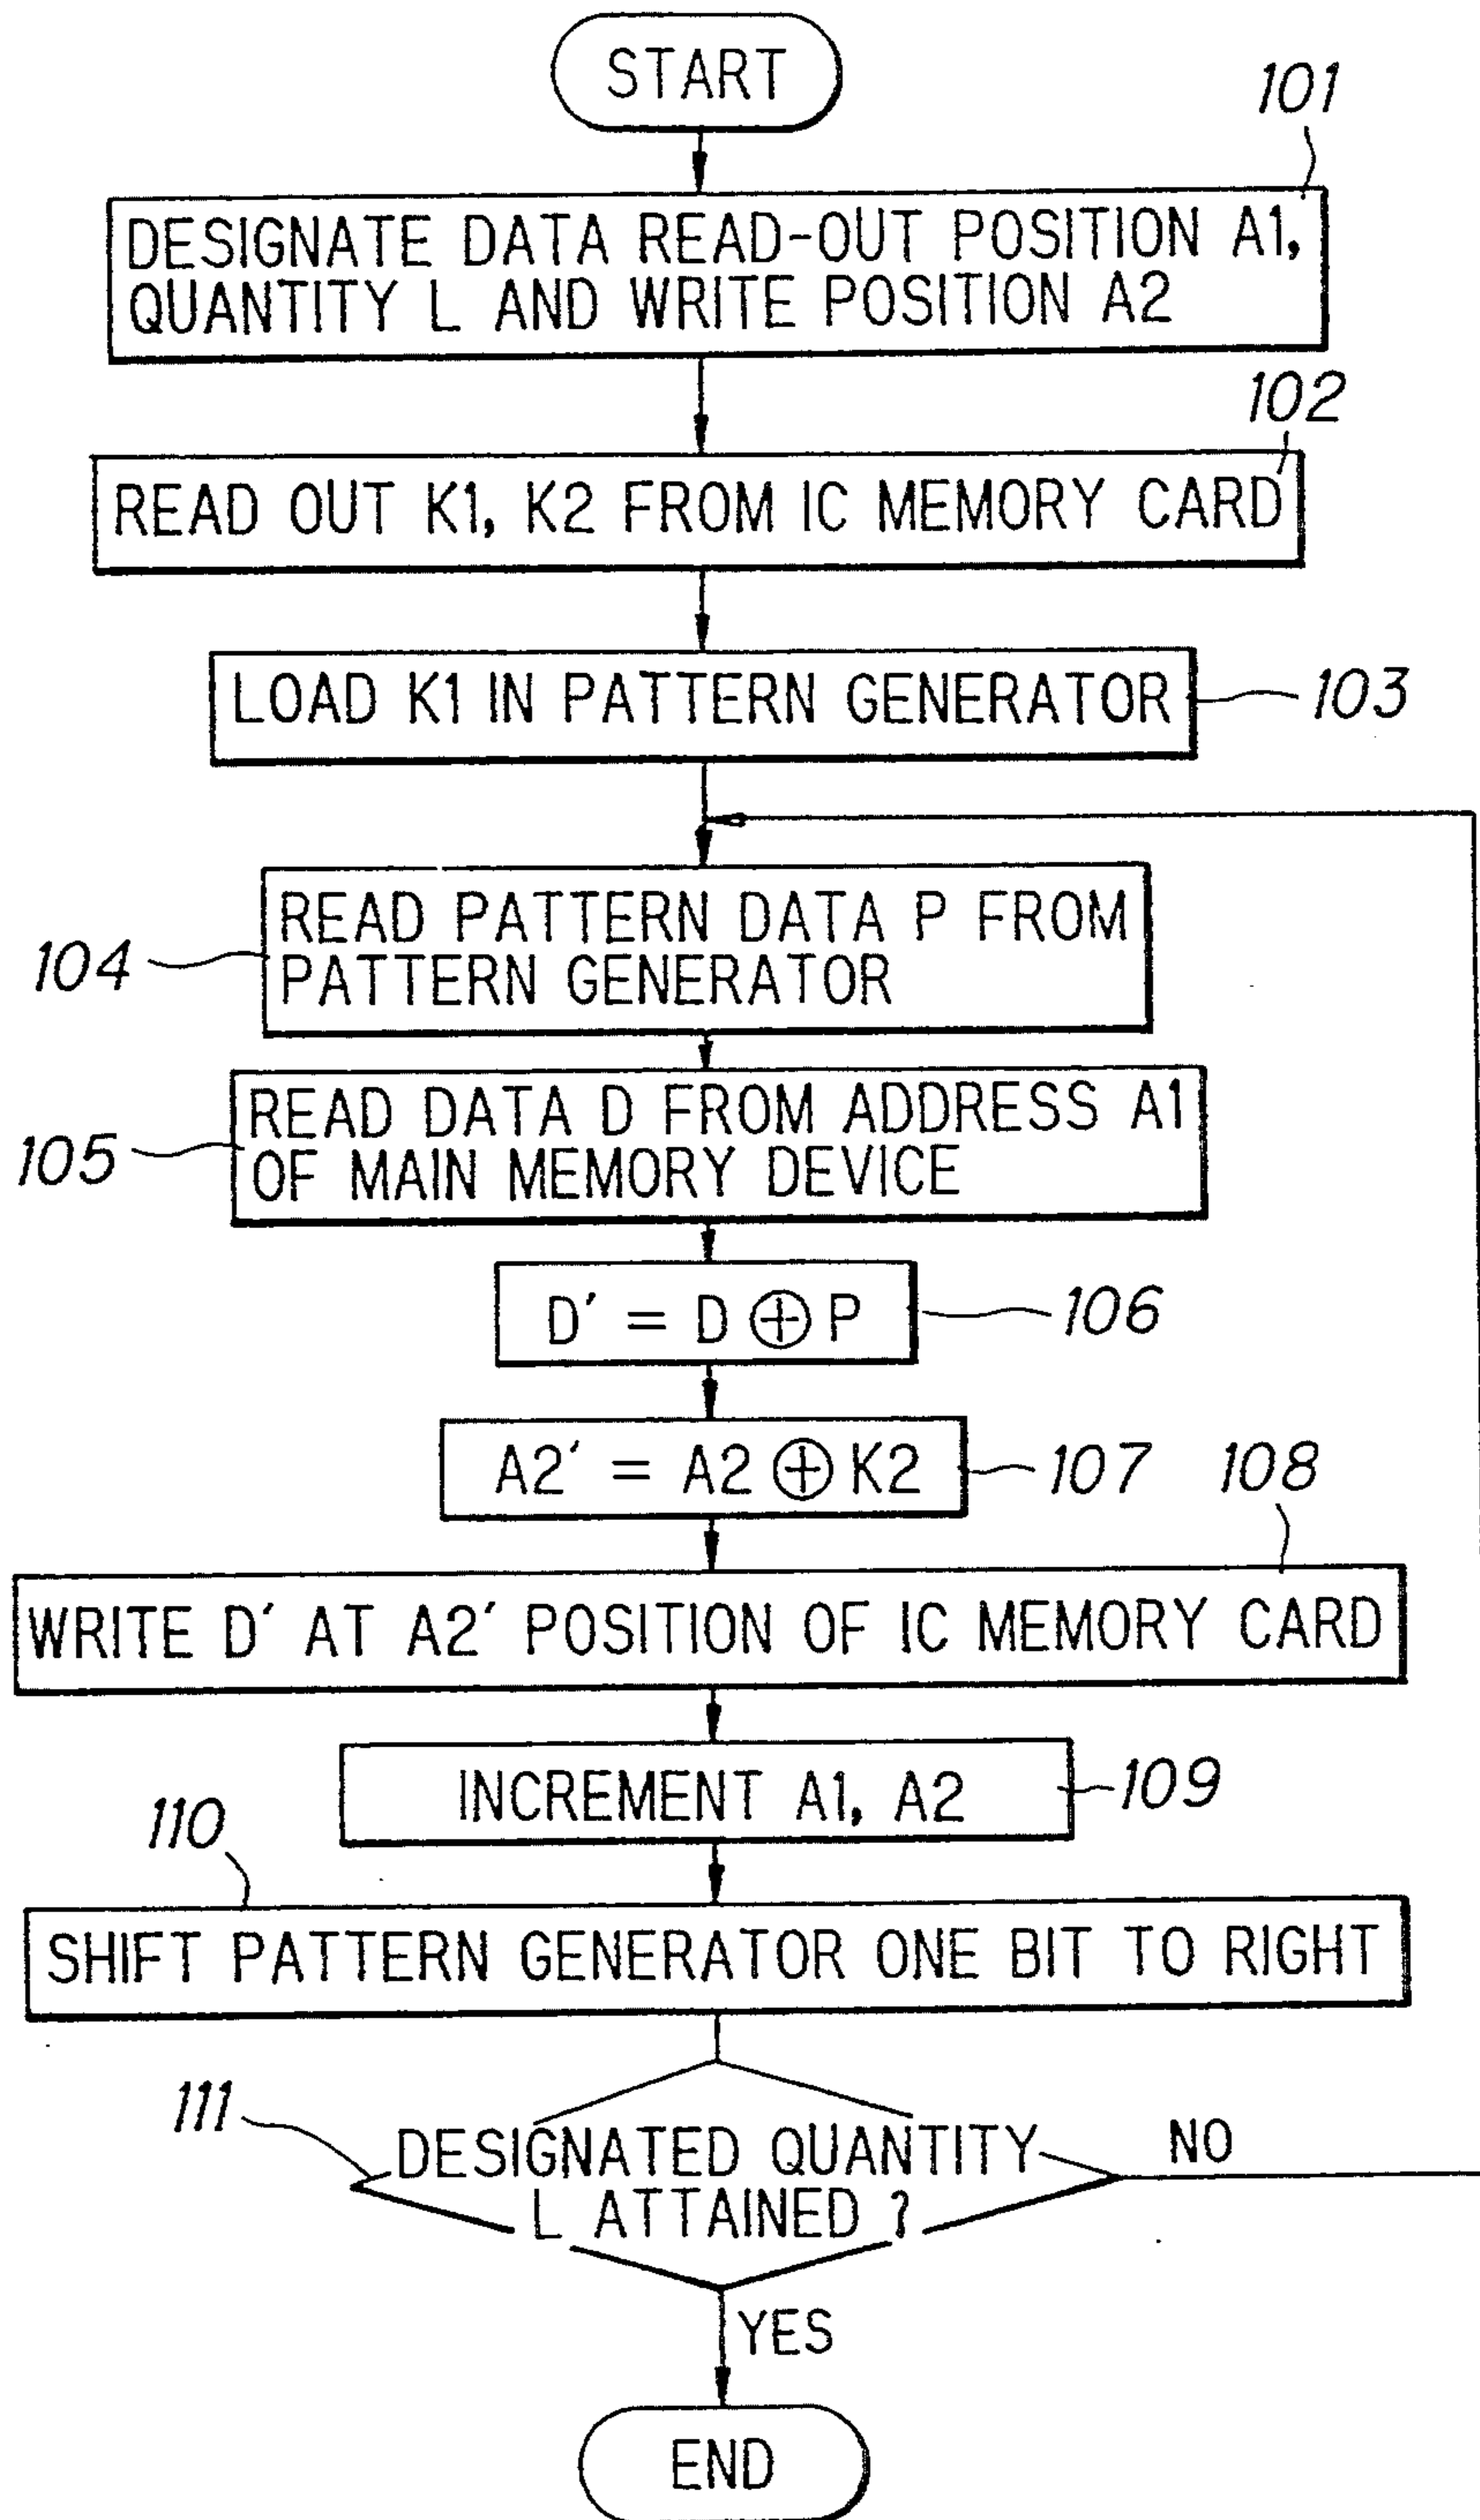 START
101
DESIGNATE DATA READ-OUT POSITION A1,
QUANTITY L AND WRITE POSITION A2
102
READ OUT K1, K2 FROM IC MEMORY CARD
LOAD K1 IN PATTERN GENERATOR
103
READ PATTERN DATA P FROM
PATTERN GENERATOR
104
READ DATA D FROM ADDRESS A1
OF MAIN MEMORY DEVICE
105
D' = D ⊕ P
106
A2' = A2 ⊕ K2
107
108
WRITE D' AT A2' POSITION OF IC MEMORY CARD
INCREMENT A1, A2
109
110
SHIFT PATTERN GENERATOR ONE BIT TO RIGHT
111
DESIGNATED QUANTITY
L ATTAINED ?
NO
YES
END